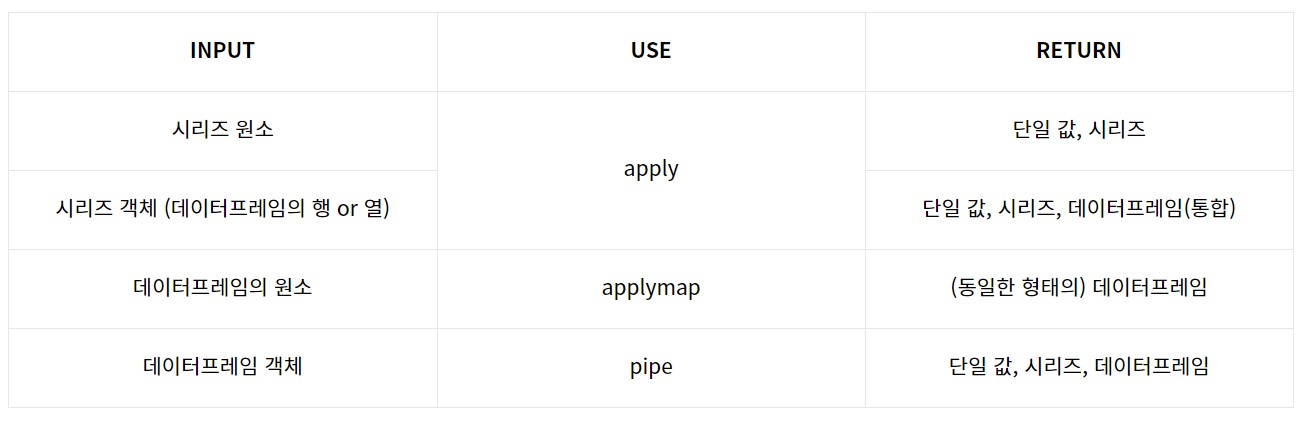 INPUT USE RETURN
시리즈 원소 단일 값, 시리즈
apply
시리즈 객체 (데이터프레임의 행 or 열) 단일 값, 시리즈, 데이터프레임(통합)
데이터프레임의 원소 applymap (동일한 형태의) 데이터프레임
데이터프레임 객체 pipe 단일 값, 시리즈, 데이터프레임